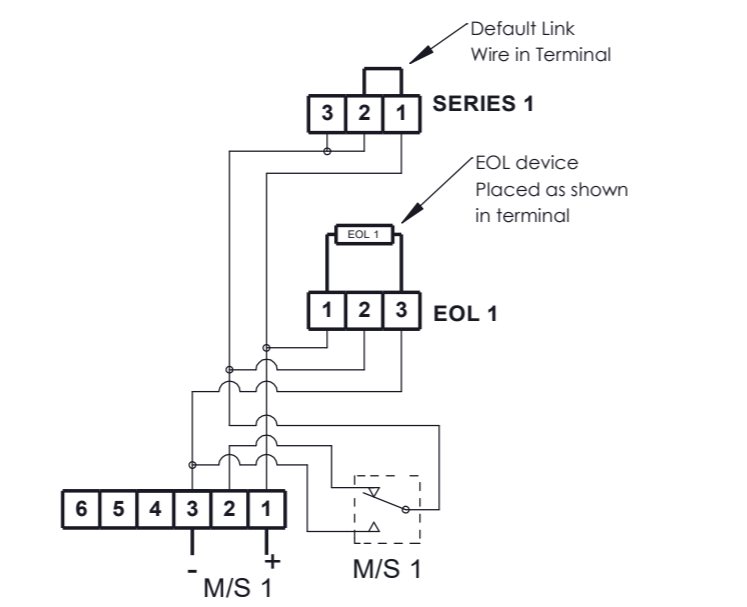 Default Link
Wire in Terminal
3 2 1 SERIES 1
EOL device
Placed as shown
in terminal
EOL 1
1 2 3 EOL 1
6 5 4 3 2 1
- +
M/S 1
M/S 1